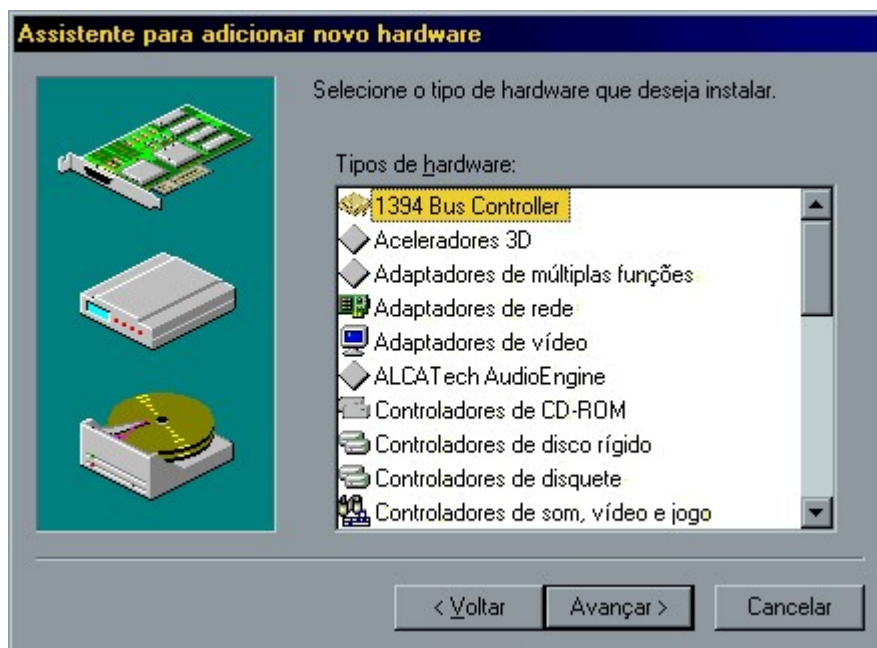 Assistente para adicionar novo hardware
Selecione o tipo de hardware que deseja instalar.
Tipos de hardware:
1394 Bus Controller
Aceleradores 3D
Adaptadores de múltiplas funções
Adaptadores de rede
Adaptadores de vídeo
ALCATech AudioEngine
Controladores de CD-ROM
Controladores de disco rígido
Controladores de disquete
Controladores de som, vídeo e jogo
< Voltar
Avançar >
Cancelar